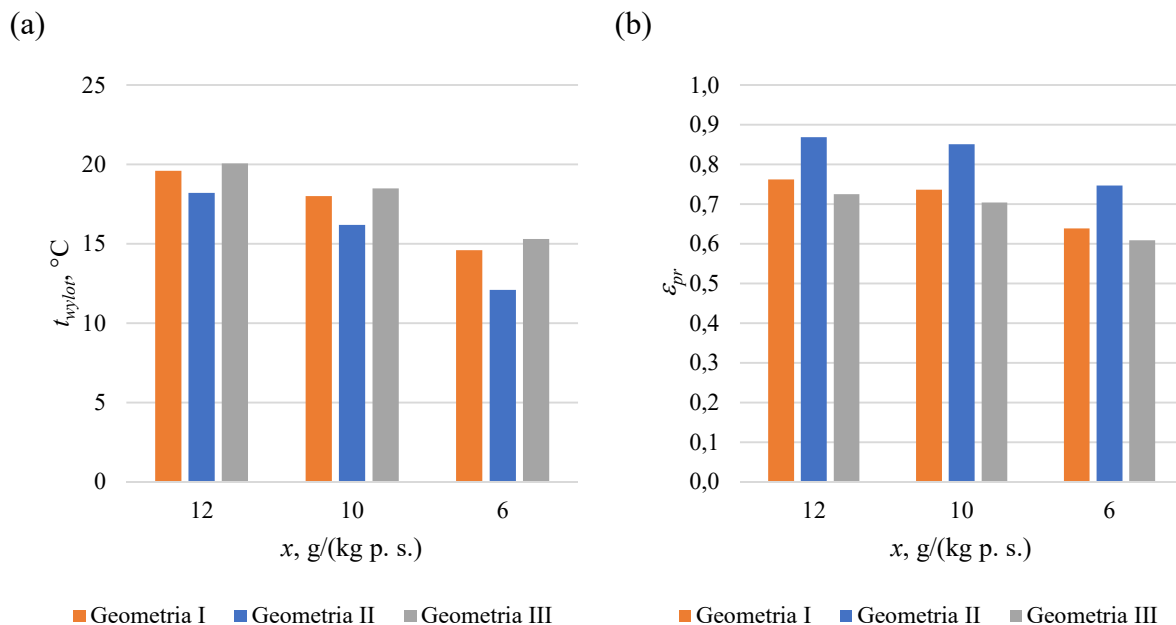 (a)
25
20
15
10
5
0
t_wylot, °C
12 10 6
x, g/(kg p. s.)
Geometria I Geometria II Geometria III
(b)
1,0
0,9
0,8
0,7
0,6
0,5
0,4
0,3
0,2
0,1
0,0
ε_pr
12 10 6
x, g/(kg p. s.)
Geometria I Geometria II Geometria III